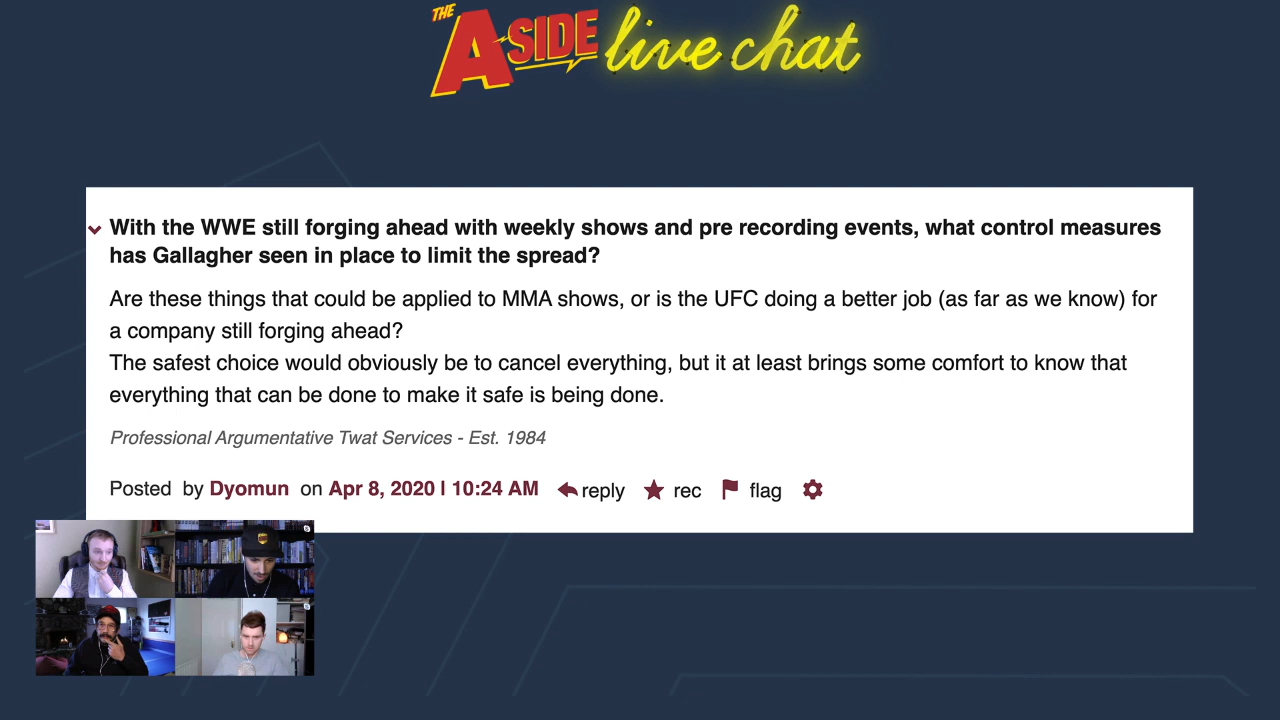 THE A SIDE live chat
With the WWE still forging ahead with weekly shows and pre recording events, what control measures
has Gallagher seen in place to limit the spread?
Are these things that could be applied to MMA shows, or is the UFC doing a better job (as far as we know) for
a company still forging ahead?
The safest choice would obviously be to cancel everything, but it at least brings some comfort to know that
everything that can be done to make it safe is being done.
Professional Argumentative Twat Services - Est. 1984
Posted by Dyomun on Apr 8, 2020 | 10:24 AM reply rec flag